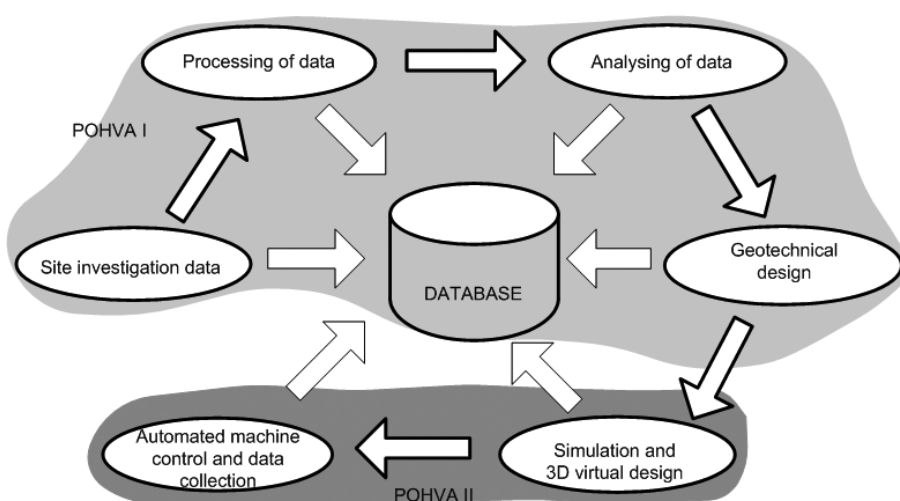 Processing of data
Analysing of data
POHVA I
Site investigation data
DATABASE
Geotechnical
design
Automated machine
control and data
collection
Simulation and
3D virtual design
POHVA II